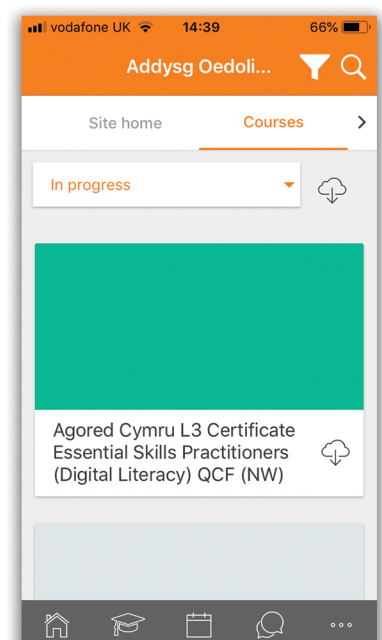 vodafone UK 14:39 66%
Addysg Oedoli...
Site home Courses
In progress
Agored Cymru L3 Certificate
Essential Skills Practitioners
(Digital Literacy) QCF (NW)